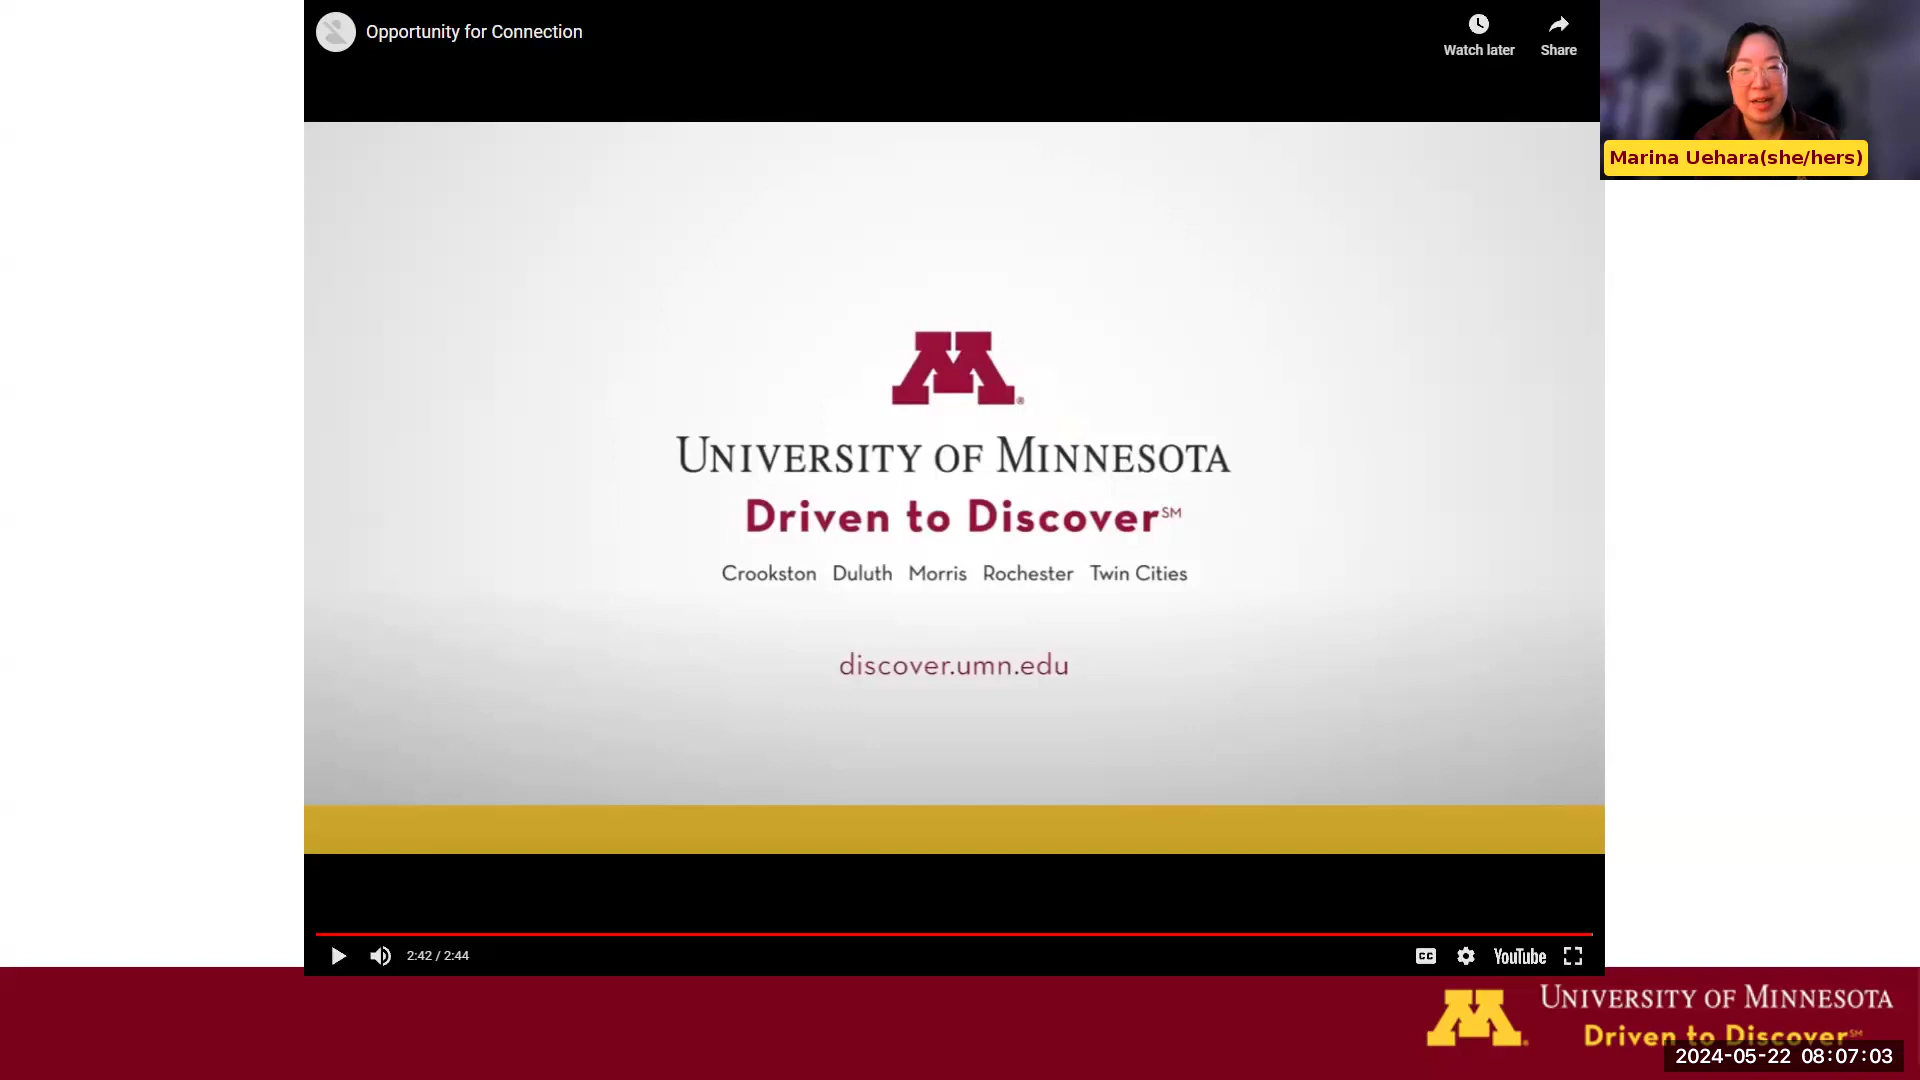 Opportunity for Connection
Watch later
Share
Marina Uehara(she/hers)
M®
UNIVERSITY OF MINNESOTA
Driven to Discover℠
Crookston Duluth Morris Rochester Twin Cities
discover.umn.edu
2:42 / 2:44
CC
YouTube
M®
UNIVERSITY OF MINNESOTA
Driven to Discover℠
2024-05-22 08:07:03